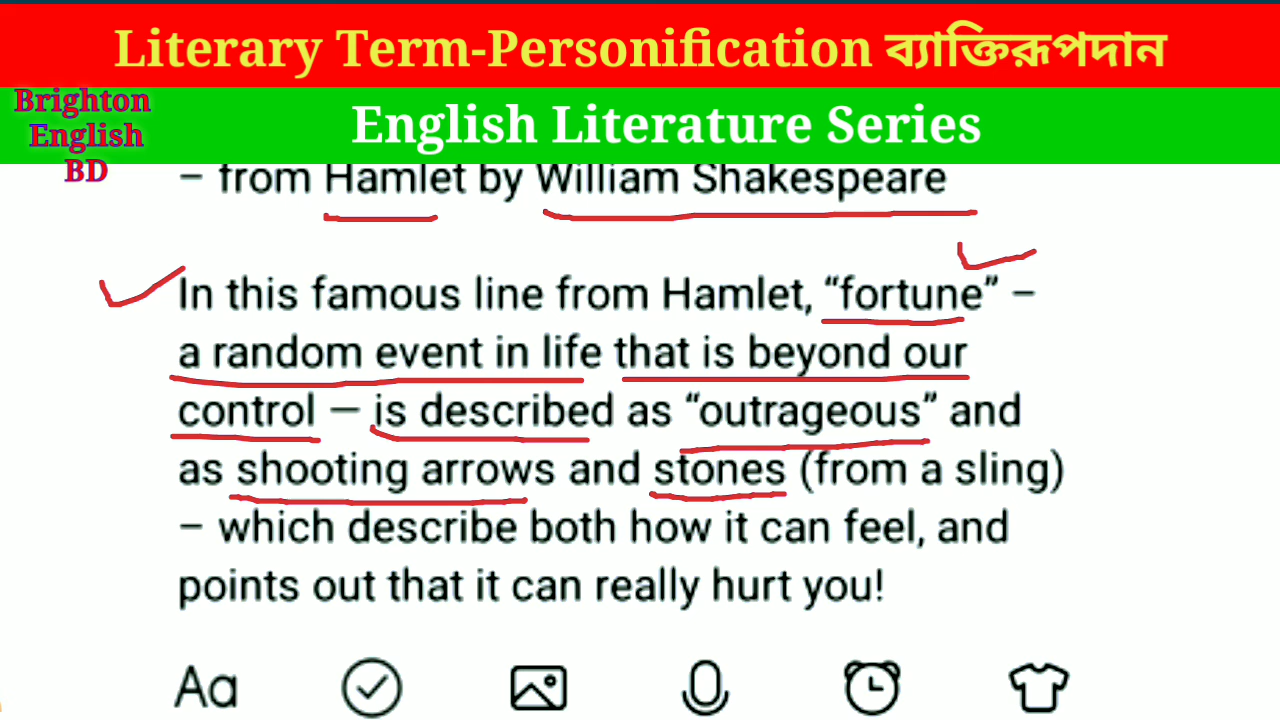 Literary Term-Personification ব্যাক্তিরূপদান
Brighton
English
BD
English Literature Series
– from Hamlet by William Shakespeare
In this famous line from Hamlet, “fortune” –
a random event in life that is beyond our
control – is described as “outrageous” and
as shooting arrows and stones (from a sling)
– which describe both how it can feel, and
points out that it can really hurt you!
Aa